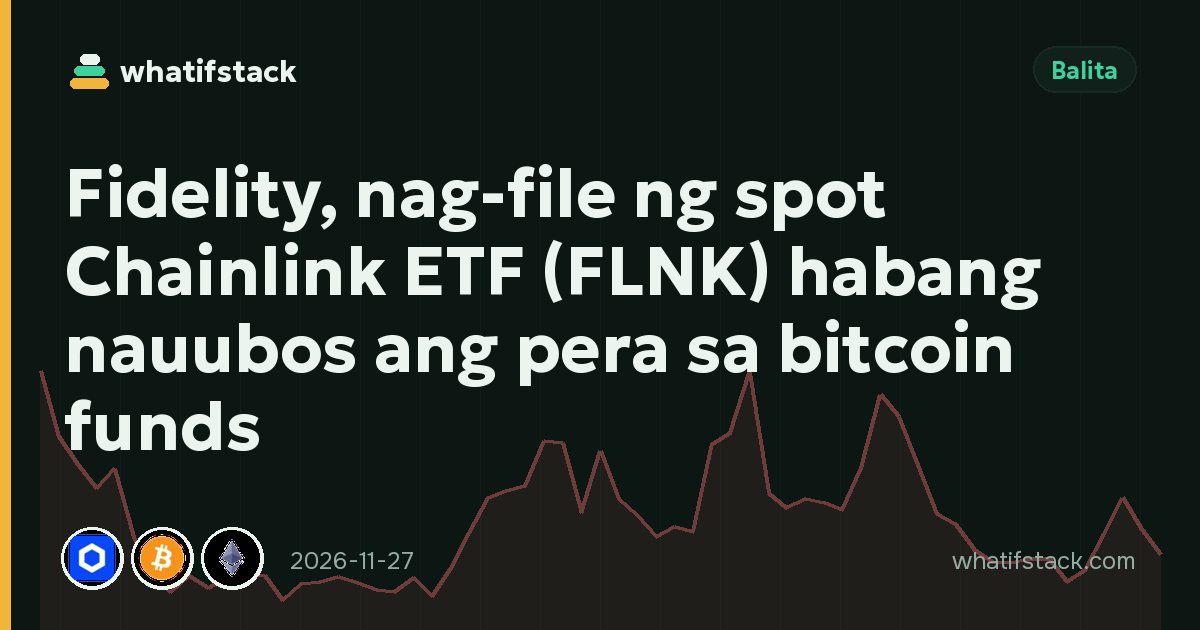 whatifstack
Balita
Fidelity, nag-file ng spot
Chainlink ETF (FLNK) habang
nauubos ang pera sa bitcoin
funds
2026-11-27
whatifstack.com